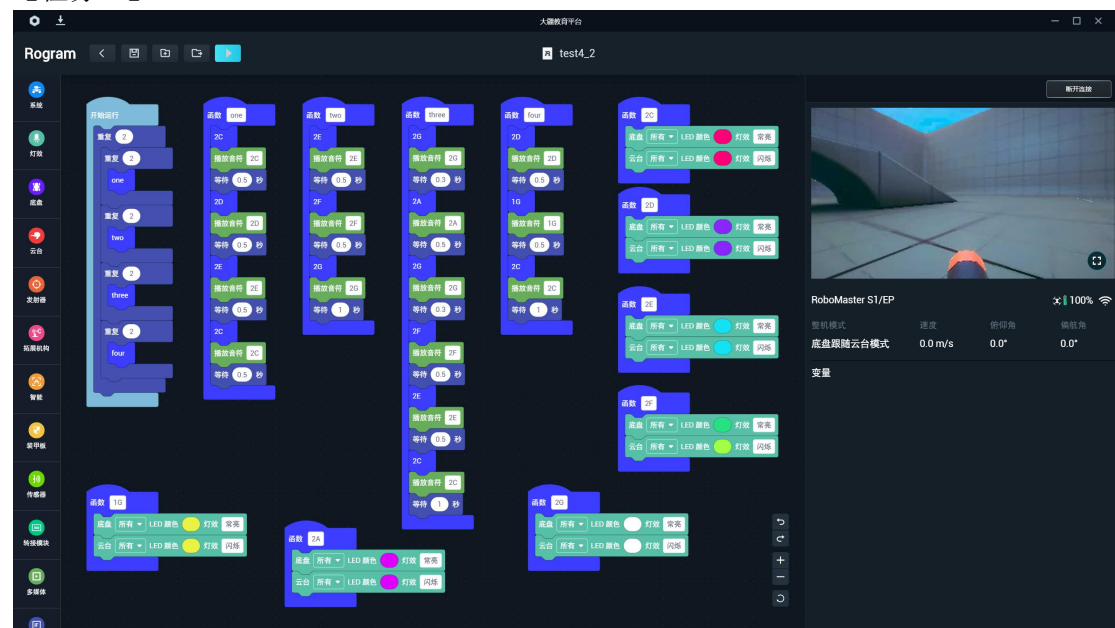 大疆教育平台
Rogram
test4_2
系统
灯效
底盘
云台
发射器
拓展机构
智能
装甲板
传感器
转接模块
多媒体
开始运行
重复 2
重复 2
one
重复 2
two
重复 2
three
重复 2
four
函数 one
2C
播放音符 2C
等待 0.5 秒
2D
播放音符 2D
等待 0.5 秒
2E
播放音符 2E
等待 0.5 秒
2C
播放音符 2C
等待 0.5 秒
函数 two
2E
播放音符 2E
等待 0.5 秒
2F
播放音符 2F
等待 0.5 秒
2G
播放音符 2G
等待 1 秒
函数 three
2G
播放音符 2G
等待 0.3 秒
2A
播放音符 2A
等待 0.5 秒
2G
播放音符 2G
等待 0.3 秒
2F
播放音符 2F
等待 0.5 秒
2E
播放音符 2E
等待 0.5 秒
2C
播放音符 2C
等待 1 秒
函数 four
2D
播放音符 2D
等待 0.5 秒
1G
播放音符 1G
等待 0.5 秒
2C
播放音符 2C
等待 1 秒
函数 2C
底盘 所有 LED 颜色 灯效 常亮
云台 所有 LED 颜色 灯效 闪烁
函数 2D
底盘 所有 LED 颜色 灯效 常亮
云台 所有 LED 颜色 灯效 闪烁
函数 2E
底盘 所有 LED 颜色 灯效 常亮
云台 所有 LED 颜色 灯效 闪烁
函数 2F
底盘 所有 LED 颜色 灯效 常亮
云台 所有 LED 颜色 灯效 闪烁
函数 1G
底盘 所有 LED 颜色 灯效 常亮
云台 所有 LED 颜色 灯效 闪烁
函数 2A
底盘 所有 LED 颜色 灯效 常亮
云台 所有 LED 颜色 灯效 闪烁
函数 2G
底盘 所有 LED 颜色 灯效 常亮
云台 所有 LED 颜色 灯效 闪烁
断开连接
RoboMaster S1/EP 100%
整机模式 速度 俯仰角 偏航角
底盘跟随云台模式 0.0 m/s 0.0° 0.0°
变量